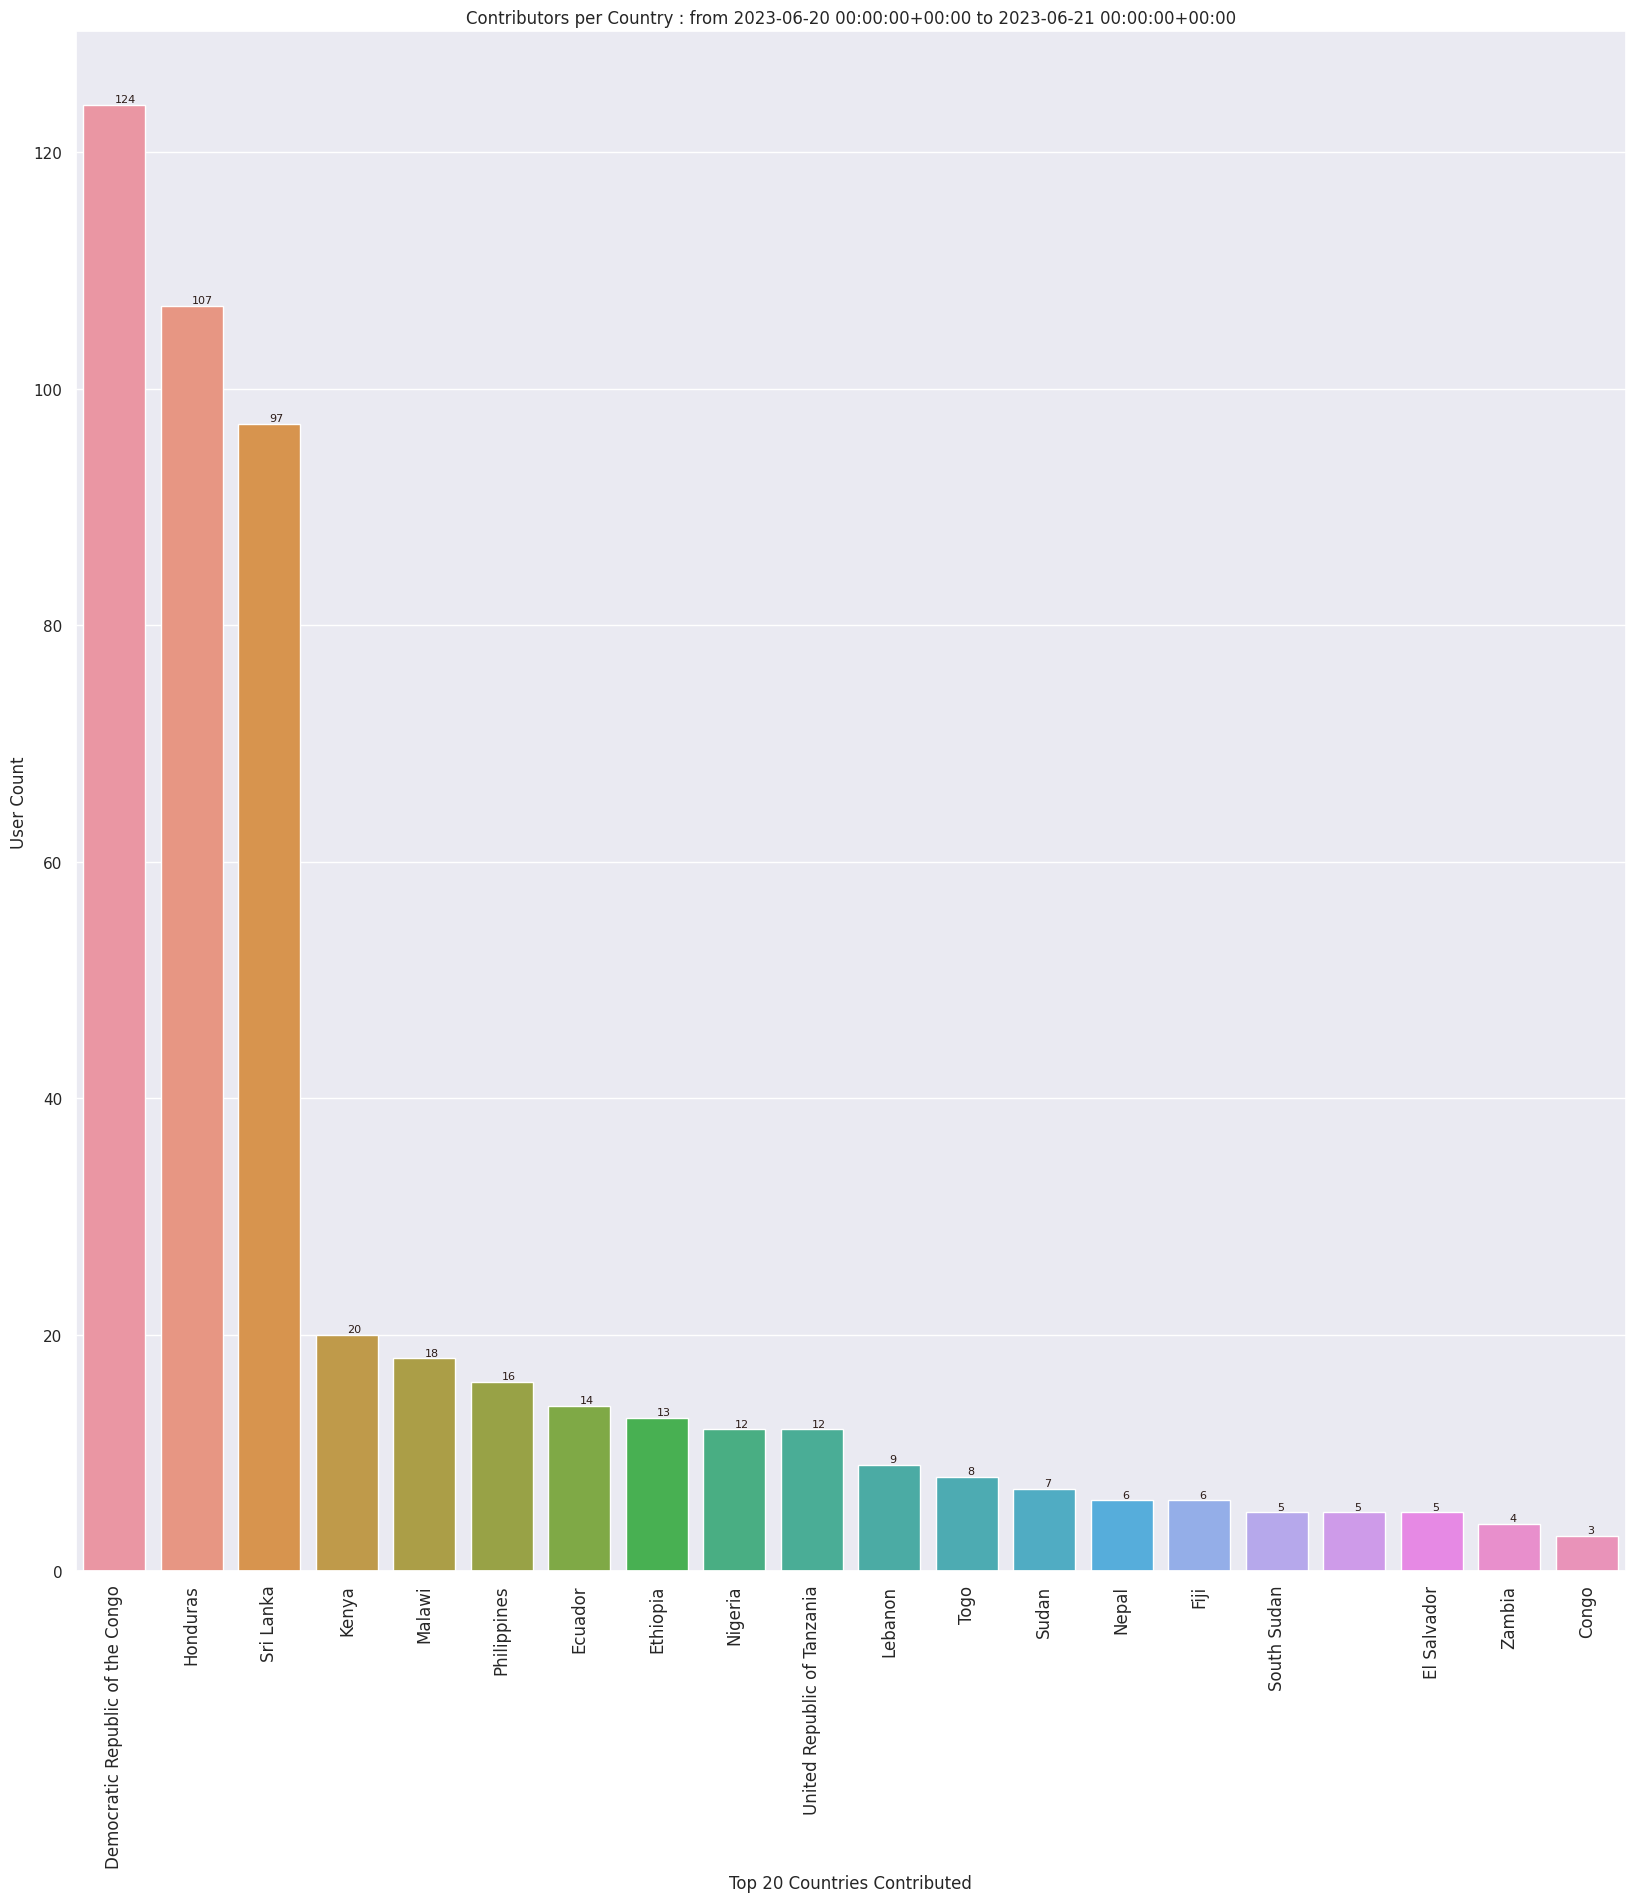 Contributors per Country : from 2023-06-20 00:00:00+00:00 to 2023-06-21 00:00:00+00:00
User Count
120
100
80
60
40
20
0
124
107
97
20
18
16
14
13
12
12
9
8
7
6
6
5
5
5
4
3
Democratic Republic of the Congo
Honduras
Sri Lanka
Kenya
Malawi
Philippines
Ecuador
Ethiopia
Nigeria
United Republic of Tanzania
Lebanon
Togo
Sudan
Nepal
Fiji
South Sudan
El Salvador
Zambia
Congo
Top 20 Countries Contributed